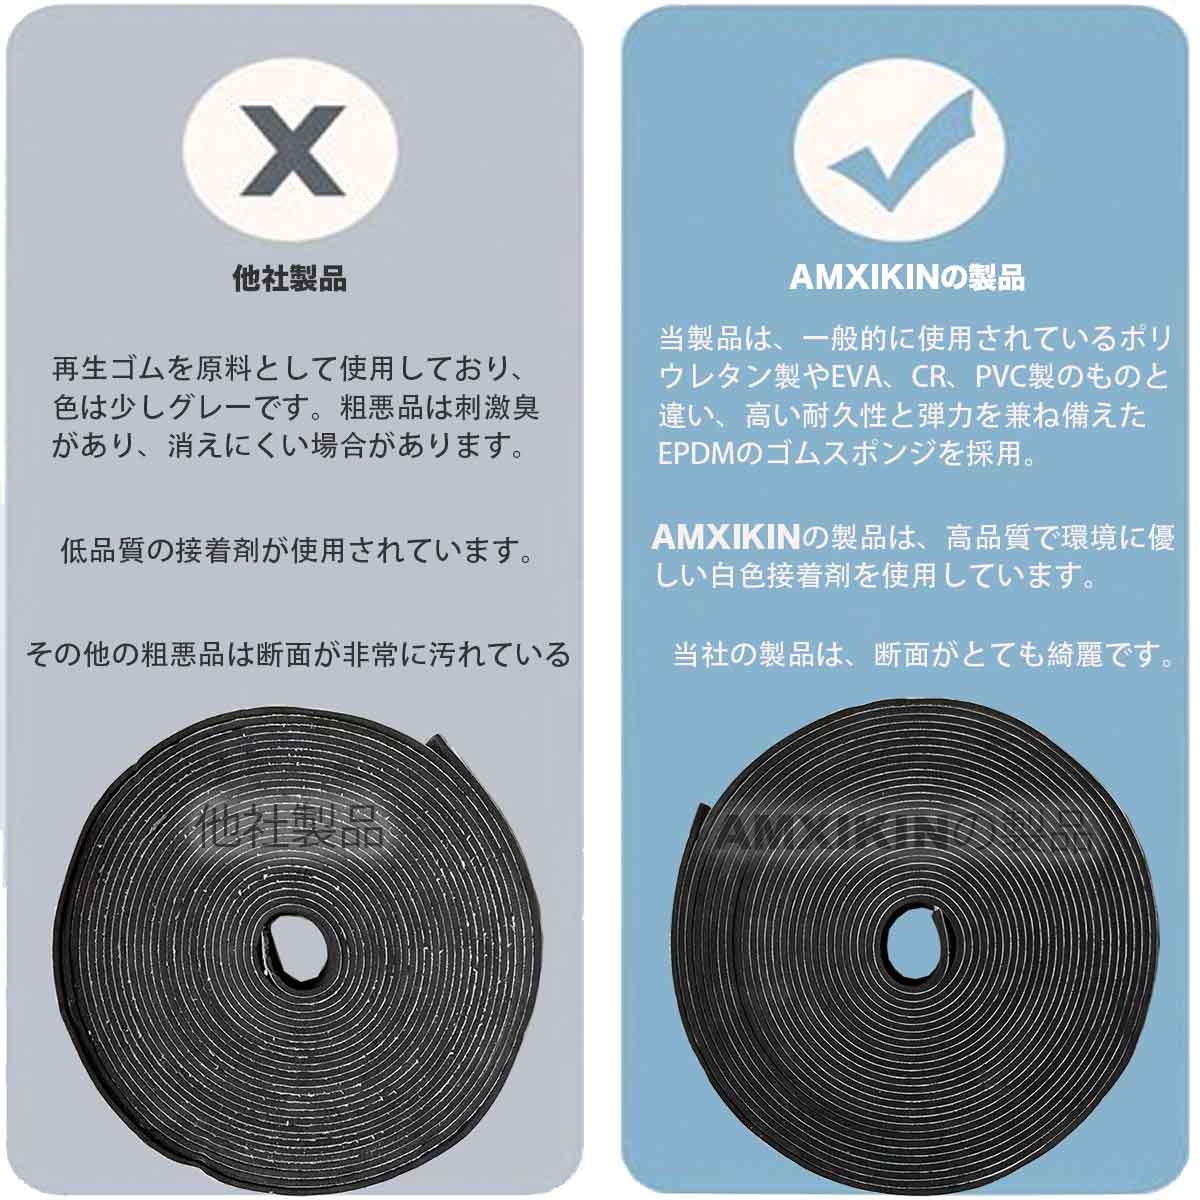 X
他社製品
再生ゴムを原料として使用しており、
色は少しグレーです。粗悪品は刺激臭
があり、消えにくい場合があります。
低品質の接着剤が使用されています。
その他の粗悪品は断面が非常に汚れている
他社製品
AMXIKINの製品
当製品は、一般的に使用されているポリ
ウレタン製やEVA、CR、PVC製のものと
違い、高い耐久性と弾力を兼ね備えた
EPDMのゴムスポンジを採用。
AMXIKINの製品は、高品質で環境に優
しい白色接着剤を使用しています。
当社の製品は、断面がとても綺麗です。
AMXIKINの製品